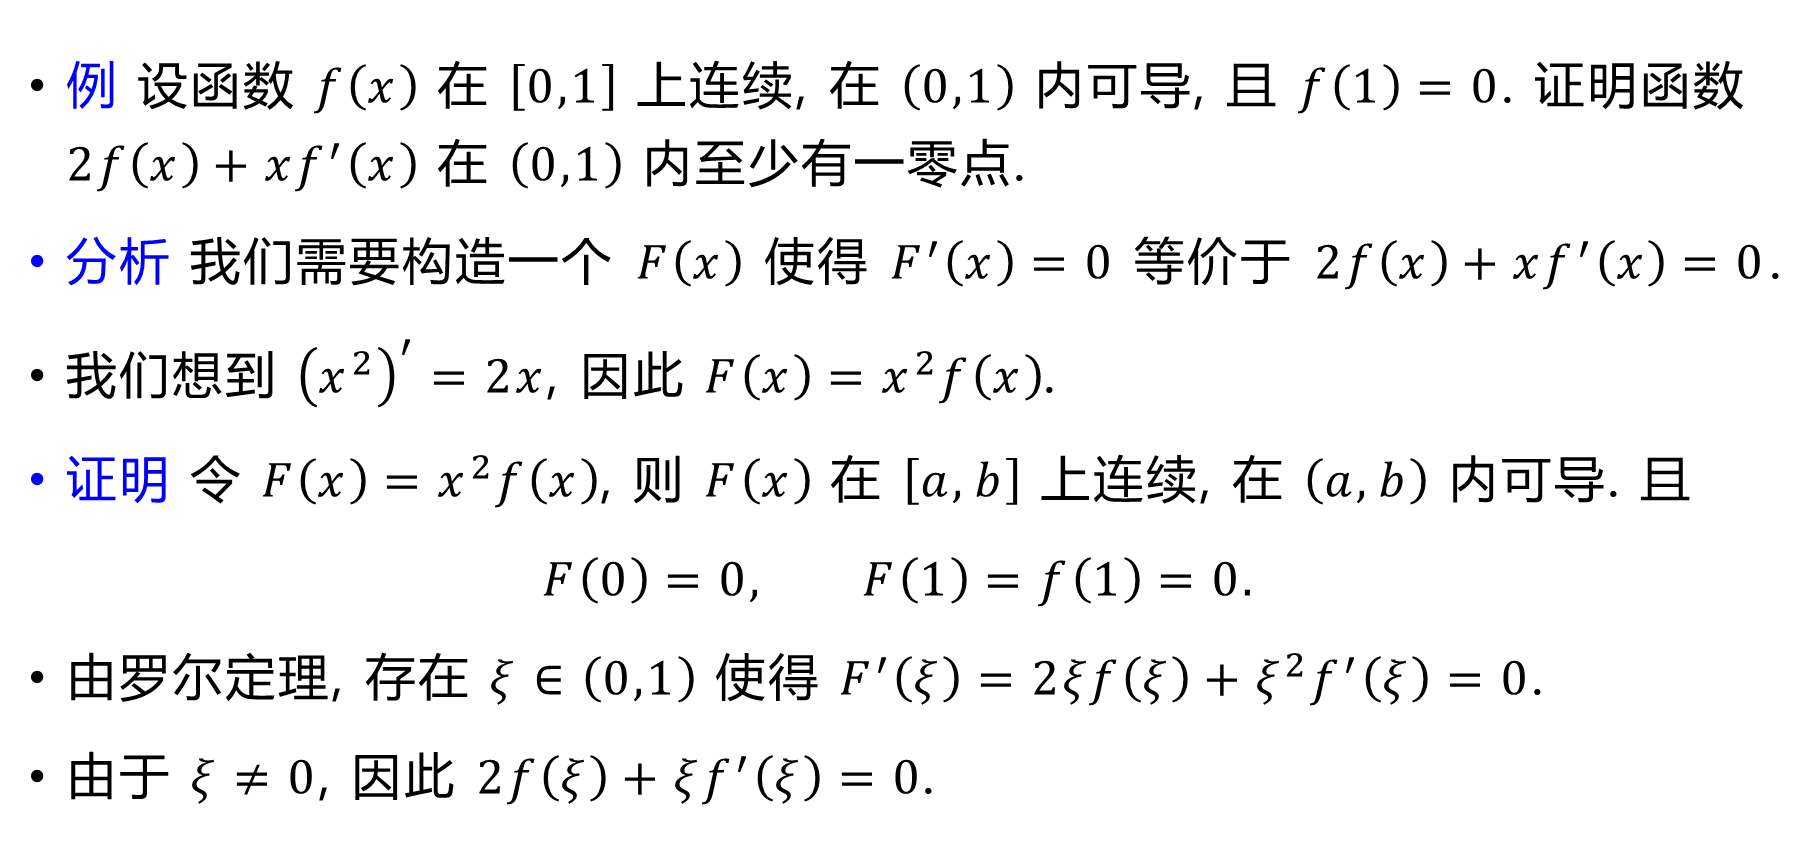 • 例 设函数 f(x) 在 [0,1] 上连续, 在 (0,1) 内可导, 且 f(1) = 0. 证明函数
2f(x) + xf′(x) 在 (0,1) 内至少有一零点.
• 分析 我们需要构造一个 F(x) 使得 F′(x) = 0 等价于 2f(x) + xf′(x) = 0.
• 我们想到 (x²)′ = 2x, 因此 F(x) = x²f(x).
• 证明 令 F(x) = x²f(x), 则 F(x) 在 [a, b] 上连续, 在 (a, b) 内可导. 且
F(0) = 0, F(1) = f(1) = 0.
• 由罗尔定理, 存在 ξ ∈ (0,1) 使得 F′(ξ) = 2ξf(ξ) + ξ²f′(ξ) = 0.
• 由于 ξ ≠ 0, 因此 2f(ξ) + ξf′(ξ) = 0.